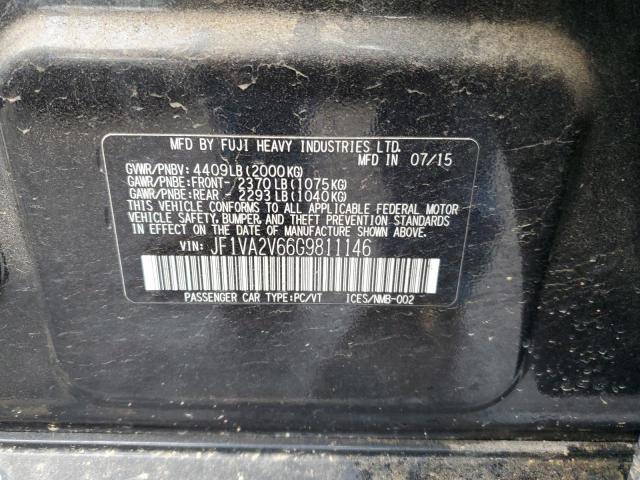 MFD BY FUJI HEAVY INDUSTRIES LTD.
MFD IN 07/15
GVWR/PNBV: 4409LB(2000KG)
GAWR/PNBE:FRONT- 2370LB(1075KG)
GAWR/PNBE:REAR - 2293LB(1040KG)
THIS VEHICLE CONFORMS TO ALL APPLICABLE FEDERAL MOTOR
VEHICLE SAFETY, BUMPER, AND THEFT PREVENTION STANDARDS
IN EFFECT ON THE DATE OF MANUFACTURE SHOWN ABOVE.
VIN: JF1VA2V66G9811146
PASSENGER CAR TYPE:PC/VT ICES/NMB-002